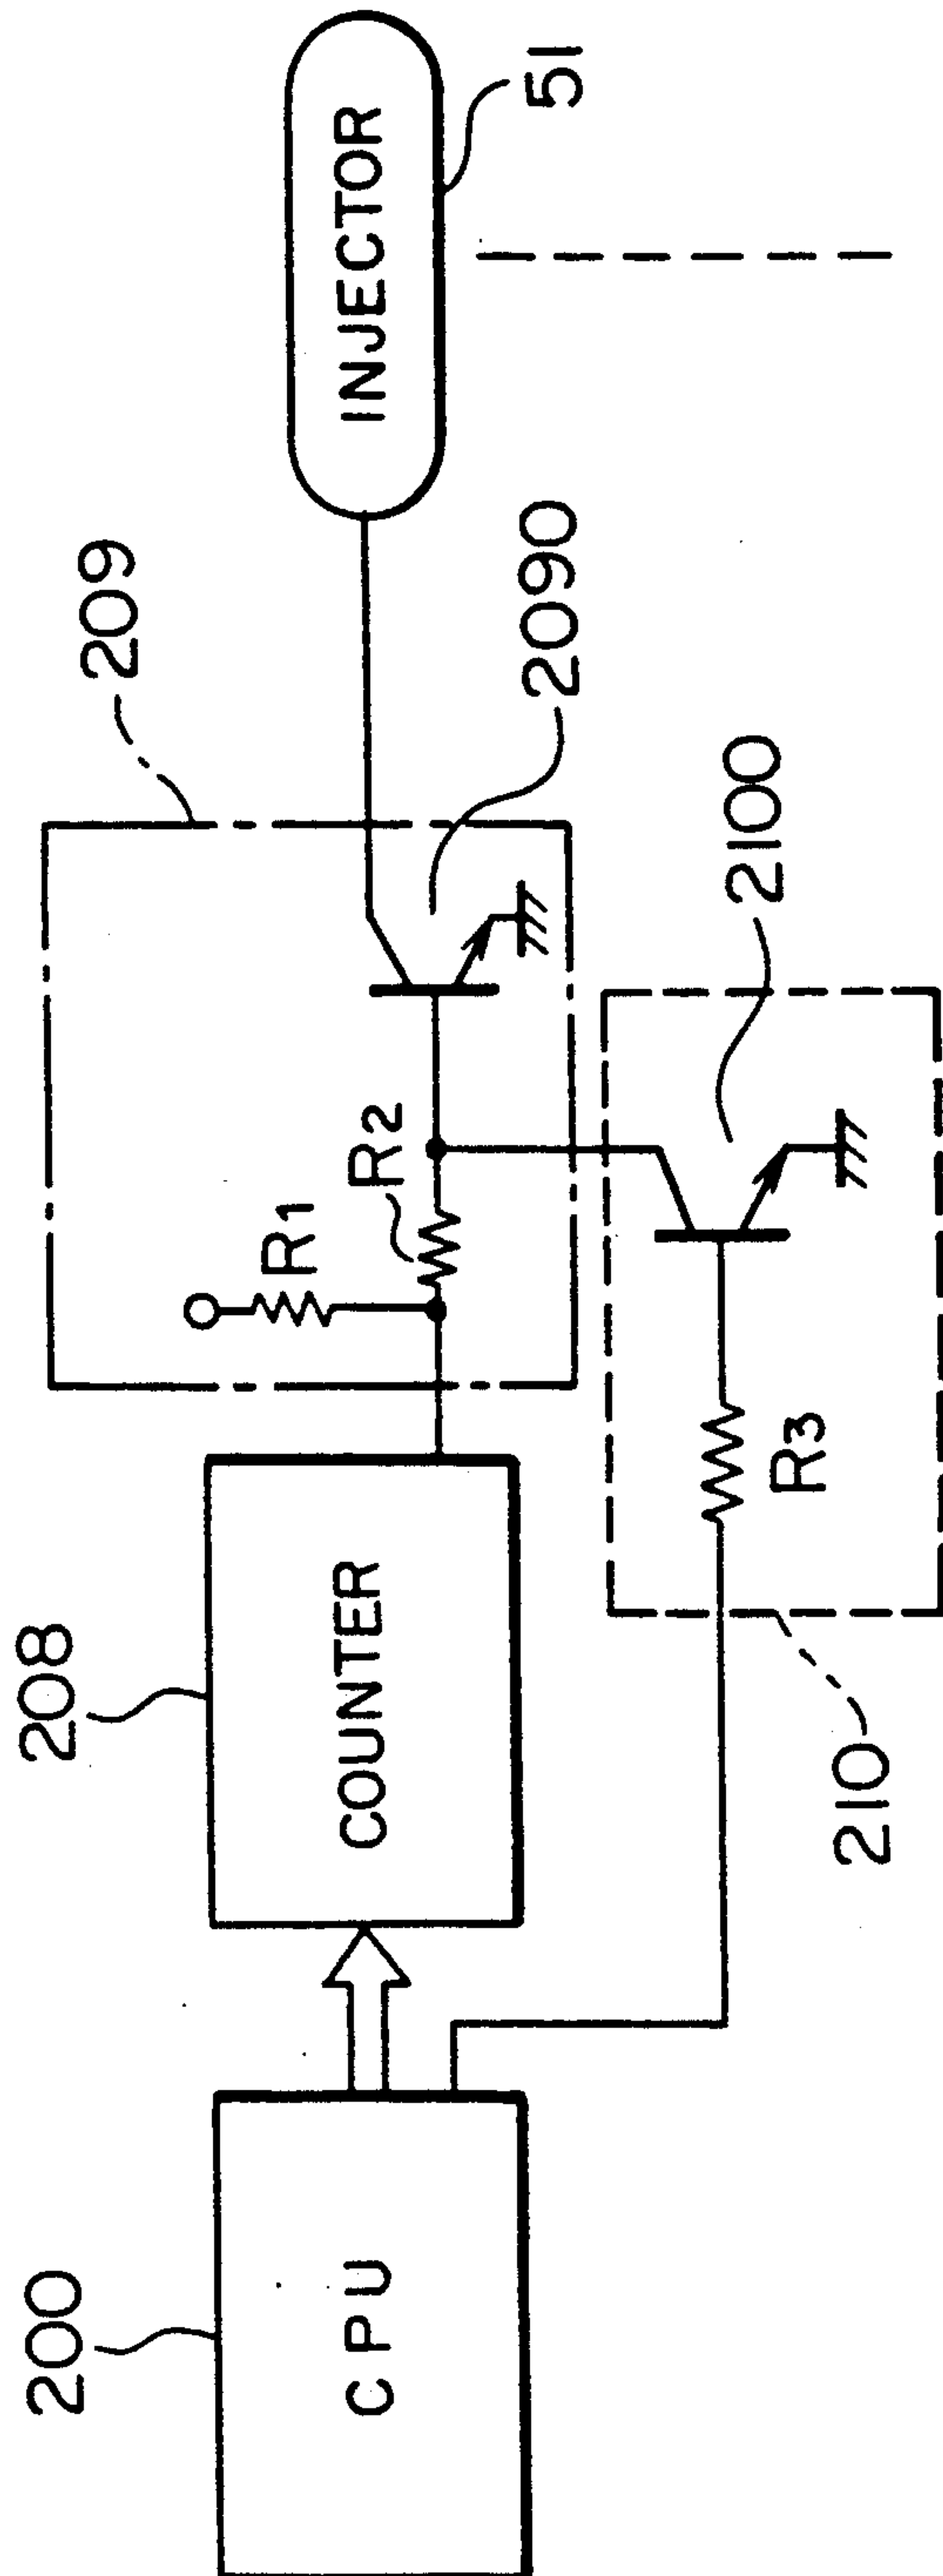 200
CPU
208
COUNTER
209
R1
R2
2090
INJECTOR
51
210
R3
2100